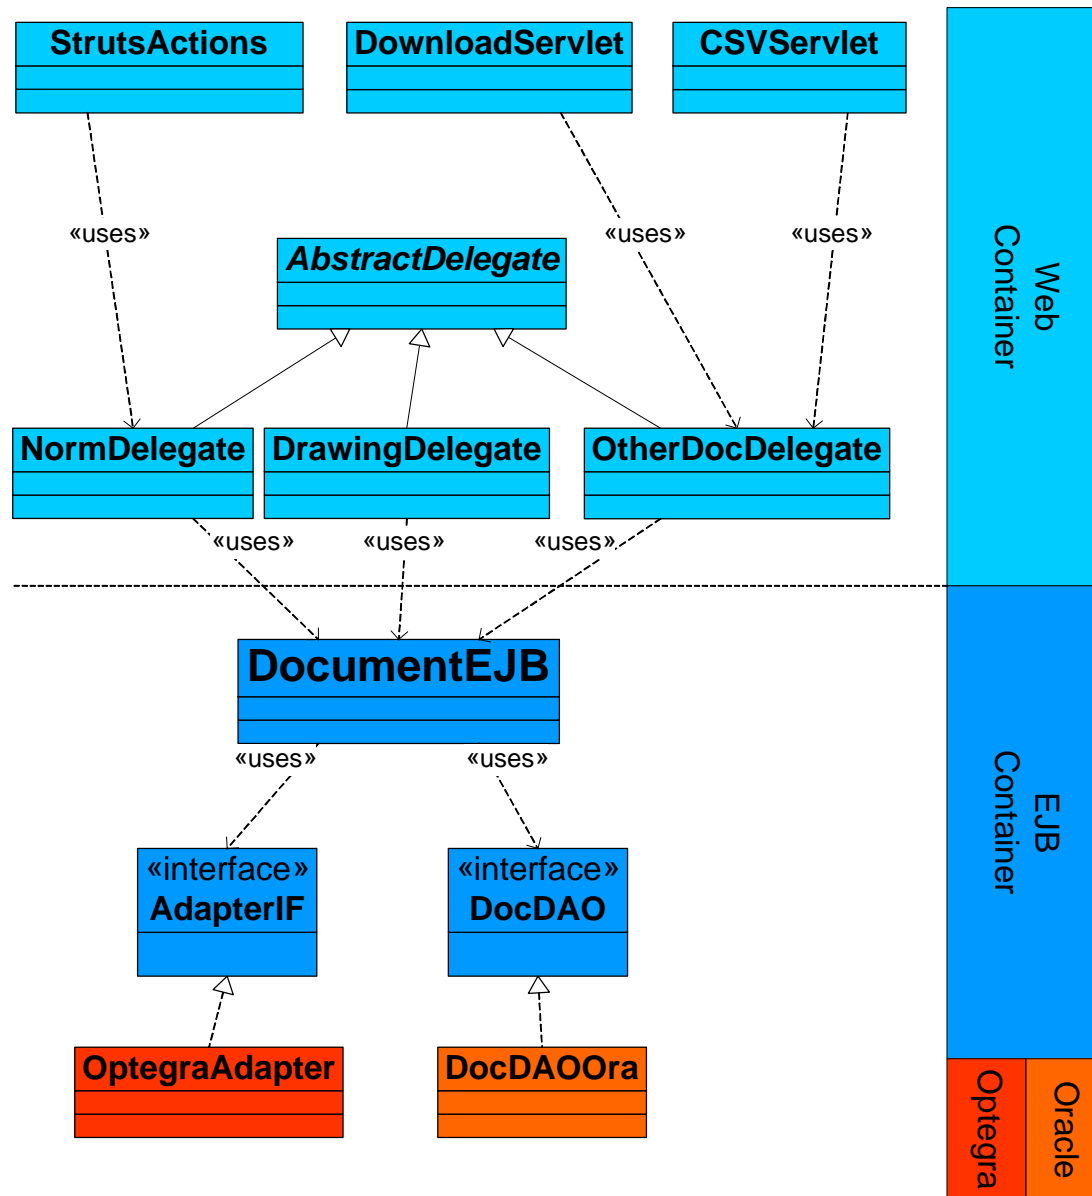 StrutsActions
DownloadServlet
CSVServlet
«uses»
«uses»
«uses»
AbstractDelegate
NormDelegate
DrawingDelegate
OtherDocDelegate
«uses»
«uses»
«uses»
DocumentEJB
«uses»
«uses»
«interface»
AdapterIF
«interface»
DocDAO
OptegraAdapter
DocDAOOra
Web
Container
EJB
Container
Optegra
Oracle